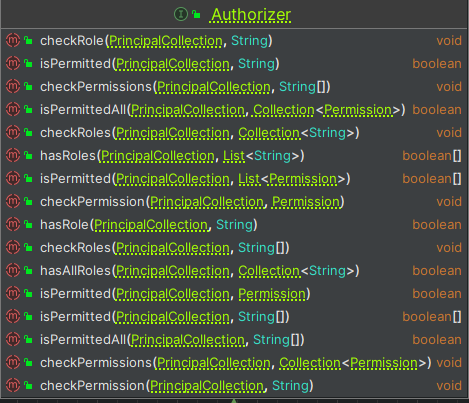 Authorizer
checkRole(PrincipalCollection, String) void
isPermitted(PrincipalCollection, String) boolean
checkPermissions(PrincipalCollection, String[]) void
isPermittedAll(PrincipalCollection, Collection<Permission>) boolean
checkRoles(PrincipalCollection, Collection<String>) void
hasRoles(PrincipalCollection, List<String>) boolean[]
isPermitted(PrincipalCollection, List<Permission>) boolean[]
checkPermission(PrincipalCollection, Permission) void
hasRole(PrincipalCollection, String) boolean
checkRoles(PrincipalCollection, String[]) void
hasAllRoles(PrincipalCollection, Collection<String>) boolean
isPermitted(PrincipalCollection, Permission) boolean
isPermitted(PrincipalCollection, String[]) boolean[]
isPermittedAll(PrincipalCollection, String[]) boolean
checkPermissions(PrincipalCollection, Collection<Permission>) void
checkPermission(PrincipalCollection, String) void